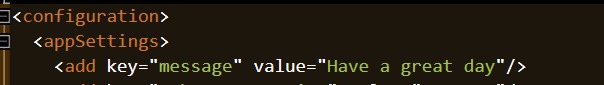 <configuration>
<appSettings>
<add key="message" value="Have a great day"/>